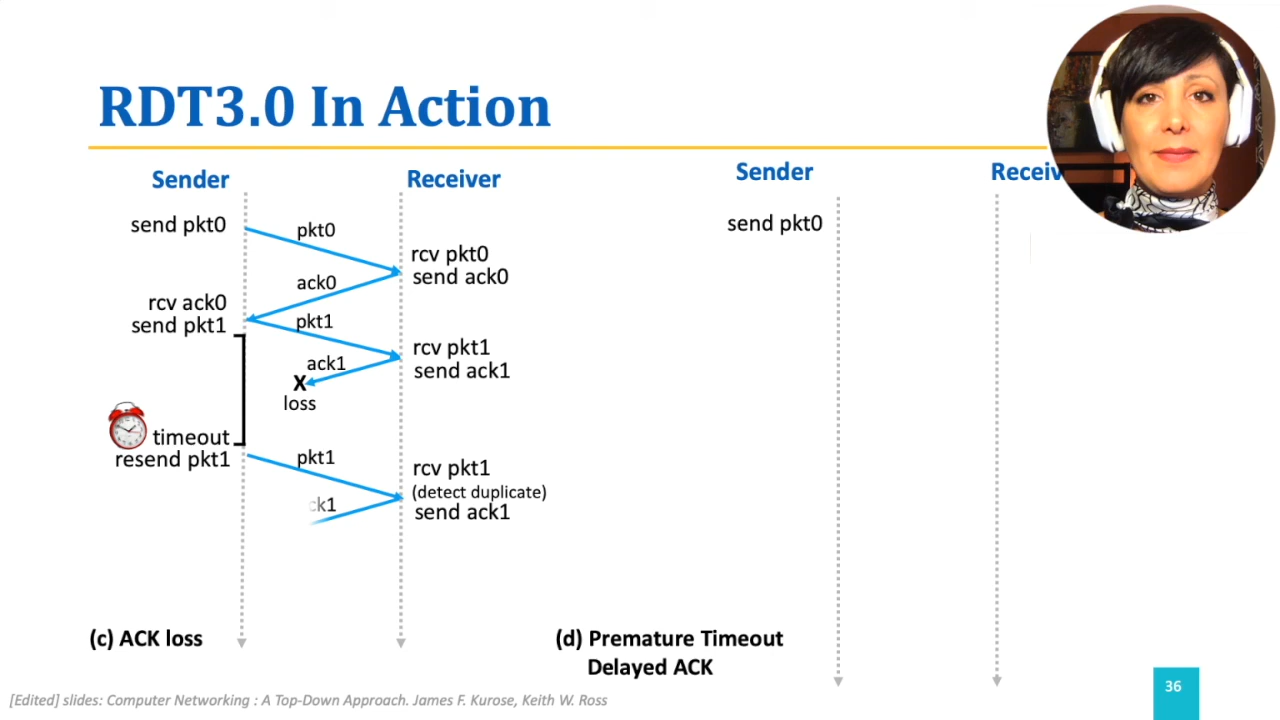 RDT3.0 In Action
Sender
Receiver
send pkt0
pkt0
rcv pkt0
send ack0
ack0
rcv ack0
send pkt1
pkt1
rcv pkt1
send ack1
ack1
X
loss
timeout
resend pkt1
pkt1
rcv pkt1
(detect duplicate)
send ack1
ck1
(c) ACK loss
Sender
Receiv
send pkt0
(d) Premature Timeout
Delayed ACK
[Edited] slides: Computer Networking : A Top-Down Approach. James F. Kurose, Keith W. Ross
36